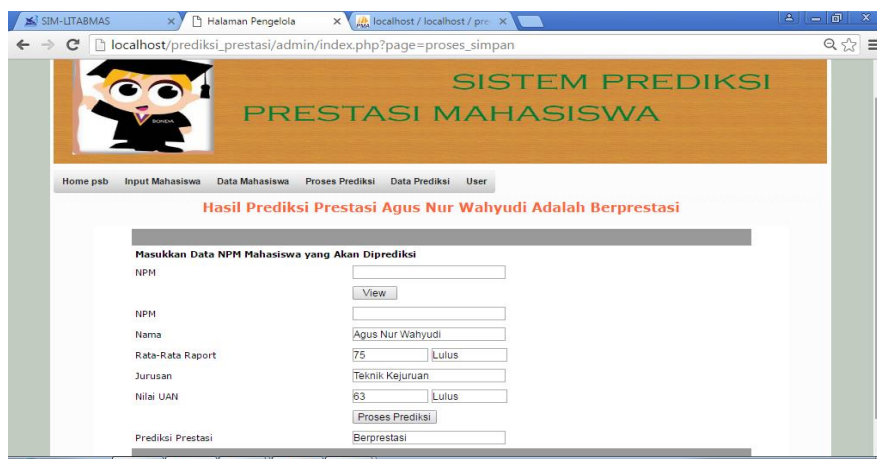 SIM-LITABMAS
Halaman Pengelola
localhost / localhost / pre
localhost/prediksi_prestasi/admin/index.php?page=proses_simpan
SISTEM PREDIKSI
PRESTASI MAHASISWA
Home psb Input Mahasiswa Data Mahasiswa Proses Prediksi Data Prediksi User
Hasil Prediksi Prestasi Agus Nur Wahyudi Adalah Berprestasi
Masukkan Data NPM Mahasiswa yang Akan Diprediksi
NPM
View
NPM
Nama Agus Nur Wahyudi
Rata-Rata Raport 75 Lulus
Jurusan Teknik Kejuruan
Nilai UAN 63 Lulus
Proses Prediksi
Prediksi Prestasi Berprestasi